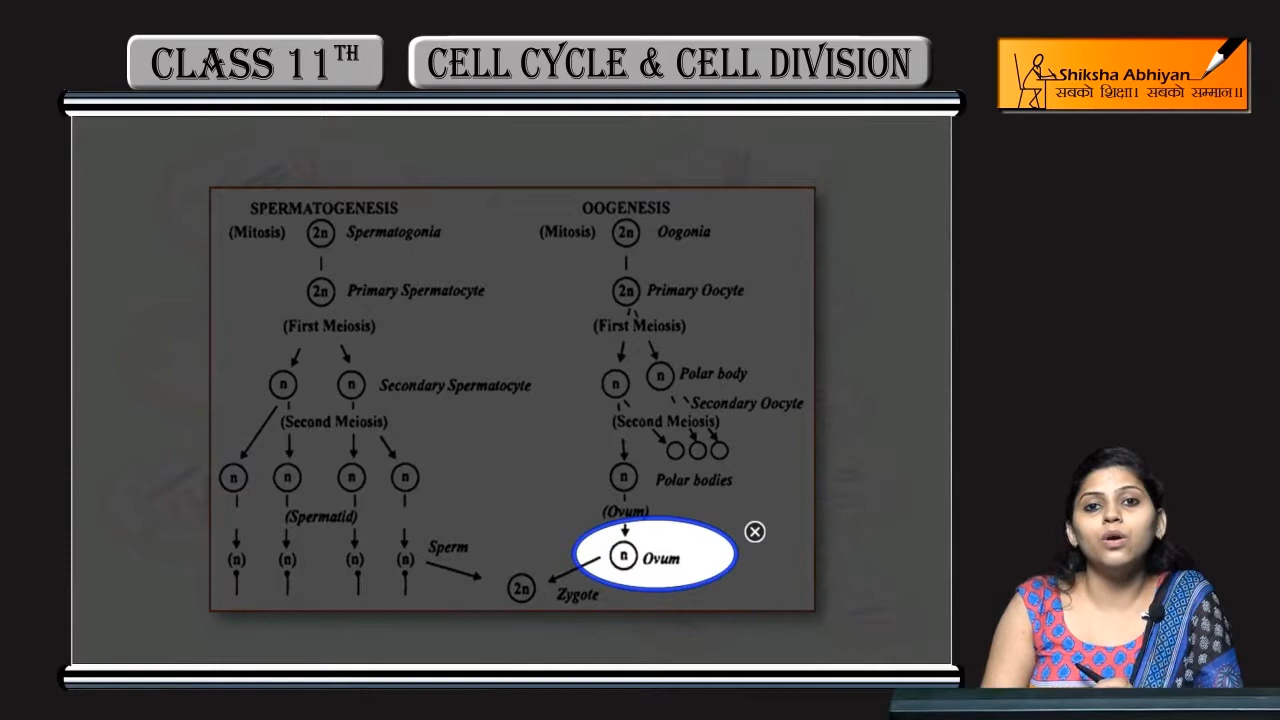 CLASS 11TH
CELL CYCLE & CELL DIVISION
Shiksha Abhiyan
सबको शिक्षा। सबको सम्मान॥
SPERMATOGENESIS
(Mitosis) 2n Spermatogonia
2n Primary Spermatocyte
(First Meiosis)
n n Secondary Spermatocyte
(Second Meiosis)
n n n n
(Spermatid)
(n) (n) (n) (n) Sperm
OOGENESIS
(Mitosis) 2n Oogonia
2n Primary Oocyte
(First Meiosis)
n n Polar body
Secondary Oocyte
(Second Meiosis)
n Polar bodies
(Ovum)
n Ovum
2n Zygote